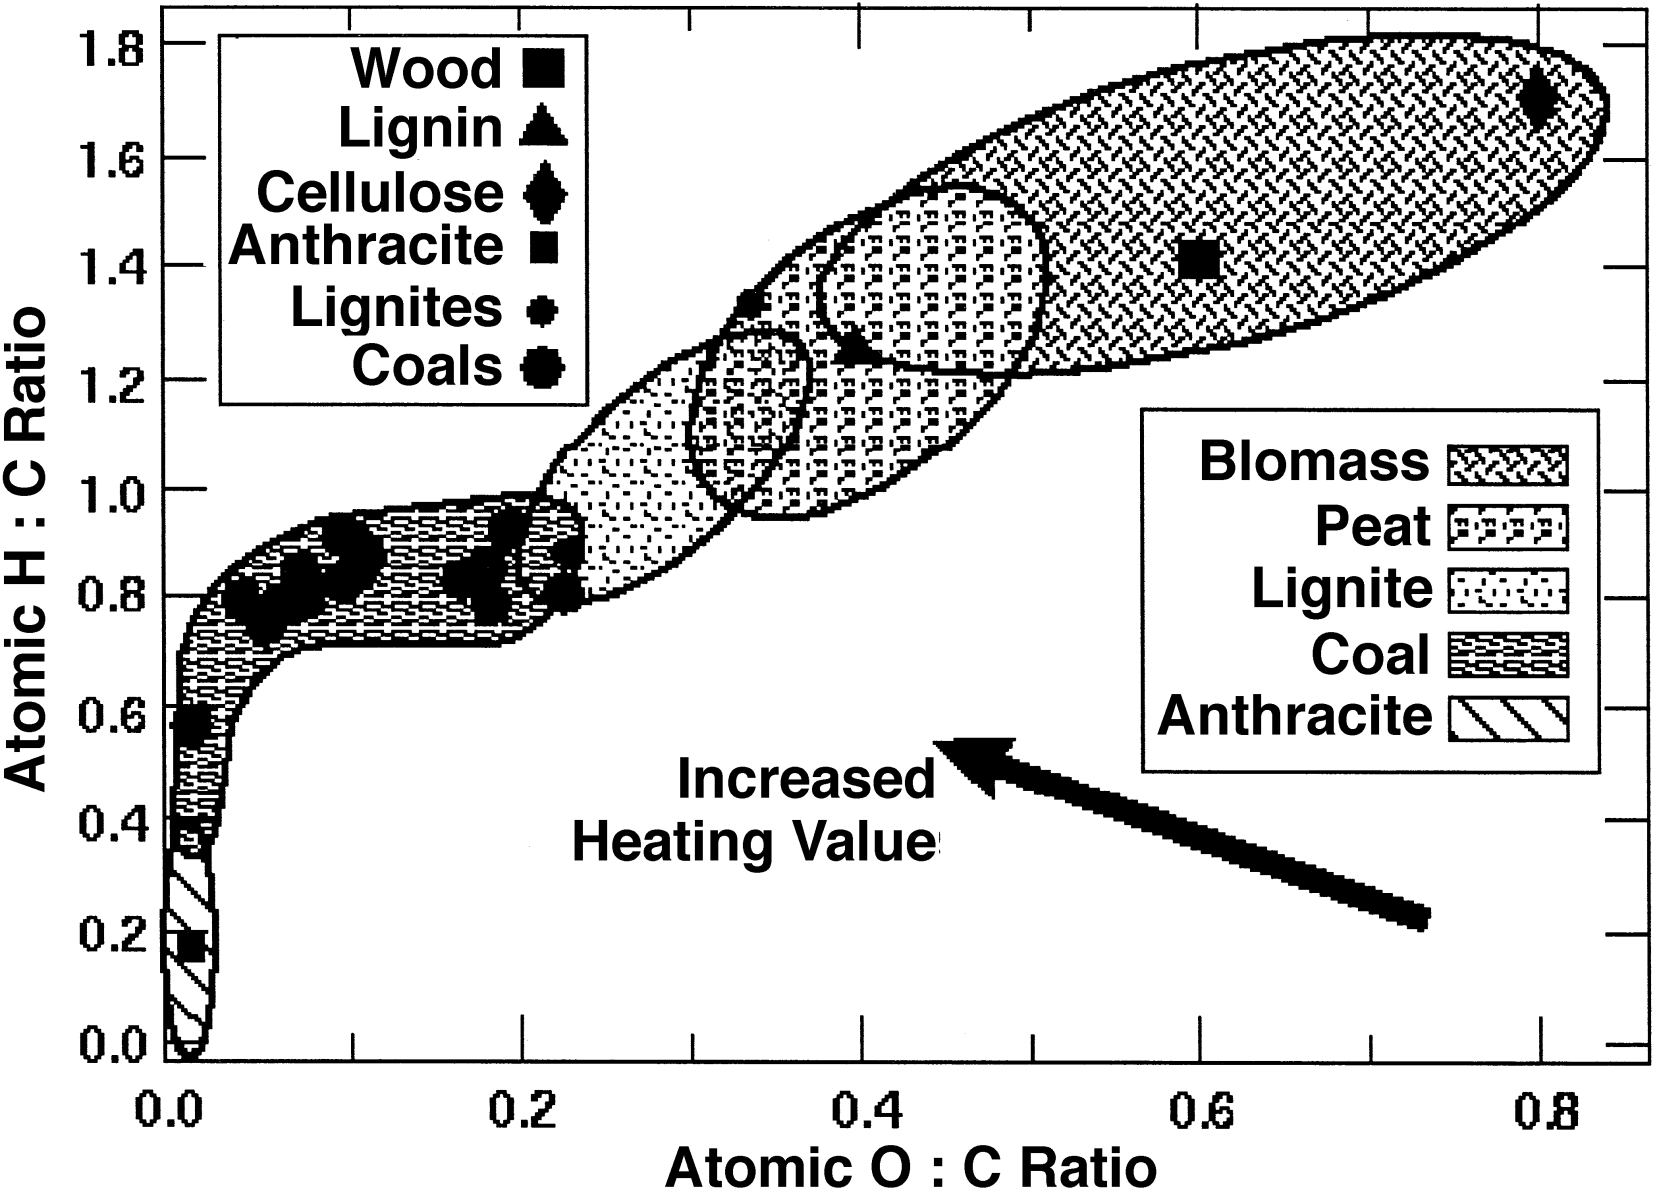 1.8
1.6
1.4
1.2
1.0
0.8
0.6
0.4
0.2
0.0
Atomic H : C Ratio
Wood
Lignin
Cellulose
Anthracite
Lignites
Coals
Blomass
Peat
Lignite
Coal
Anthracite
Increased
Heating Value
0.0 0.2 0.4 0.6 0.8
Atomic O : C Ratio